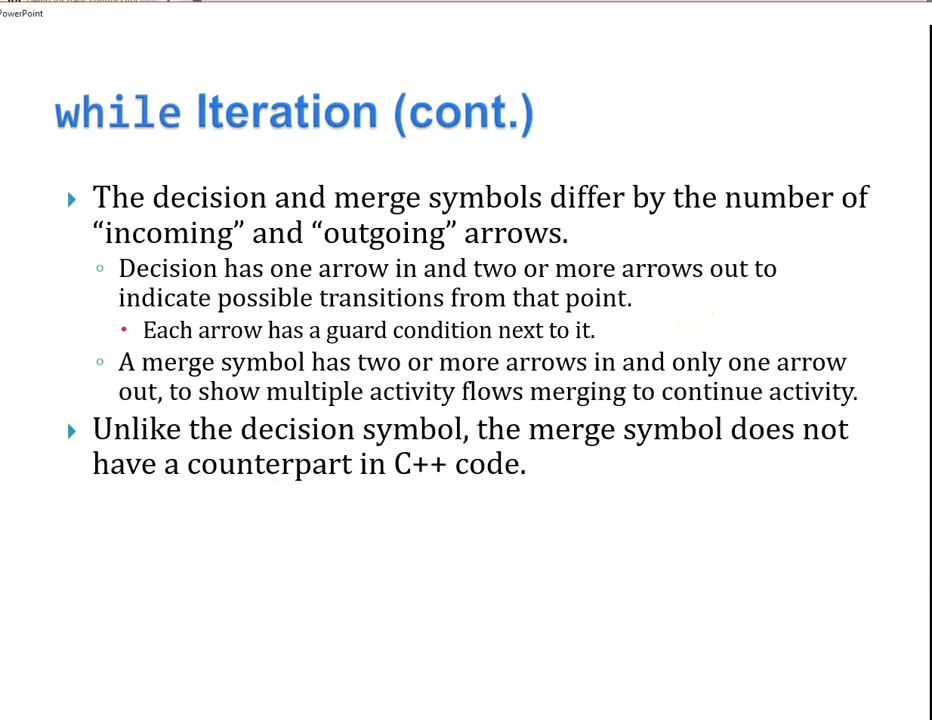 PowerPoint
while Iteration (cont.)
The decision and merge symbols differ by the number of
“incoming” and “outgoing” arrows.
Decision has one arrow in and two or more arrows out to
indicate possible transitions from that point.
Each arrow has a guard condition next to it.
A merge symbol has two or more arrows in and only one arrow
out, to show multiple activity flows merging to continue activity.
Unlike the decision symbol, the merge symbol does not
have a counterpart in C++ code.